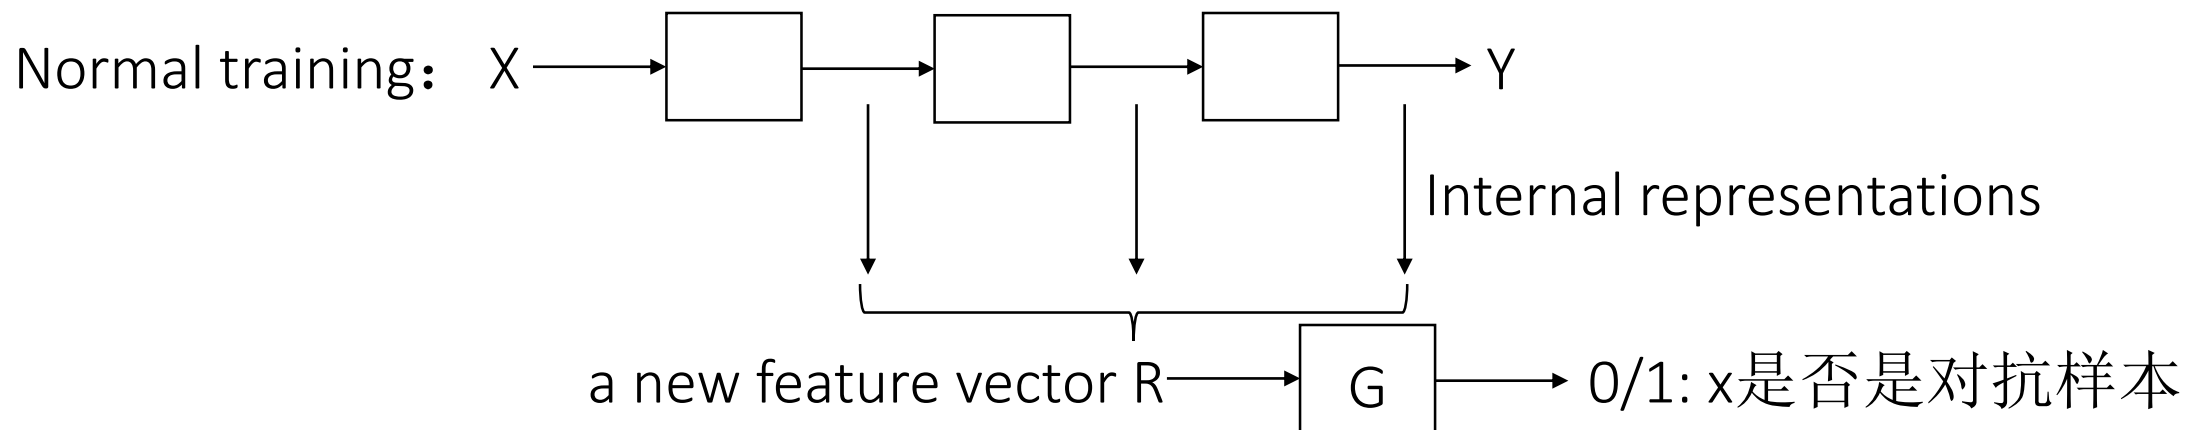 Normal training： X Y
Internal representations
a new feature vector R G 0/1: x是否是对抗样本